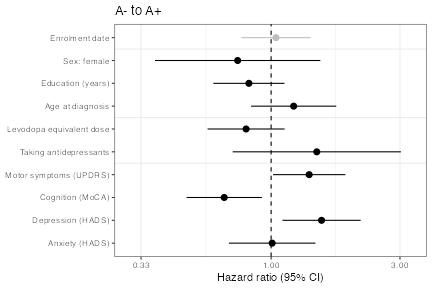 A- to A+
Enrolment date
Sex: female
Education (years)
Age at diagnosis
Levodopa equivalent dose
Taking antidepressants
Motor symptoms (UPDRS)
Cognition (MoCA)
Depression (HADS)
Anxiety (HADS)
0.33 1.00 3.00
Hazard ratio (95% CI)